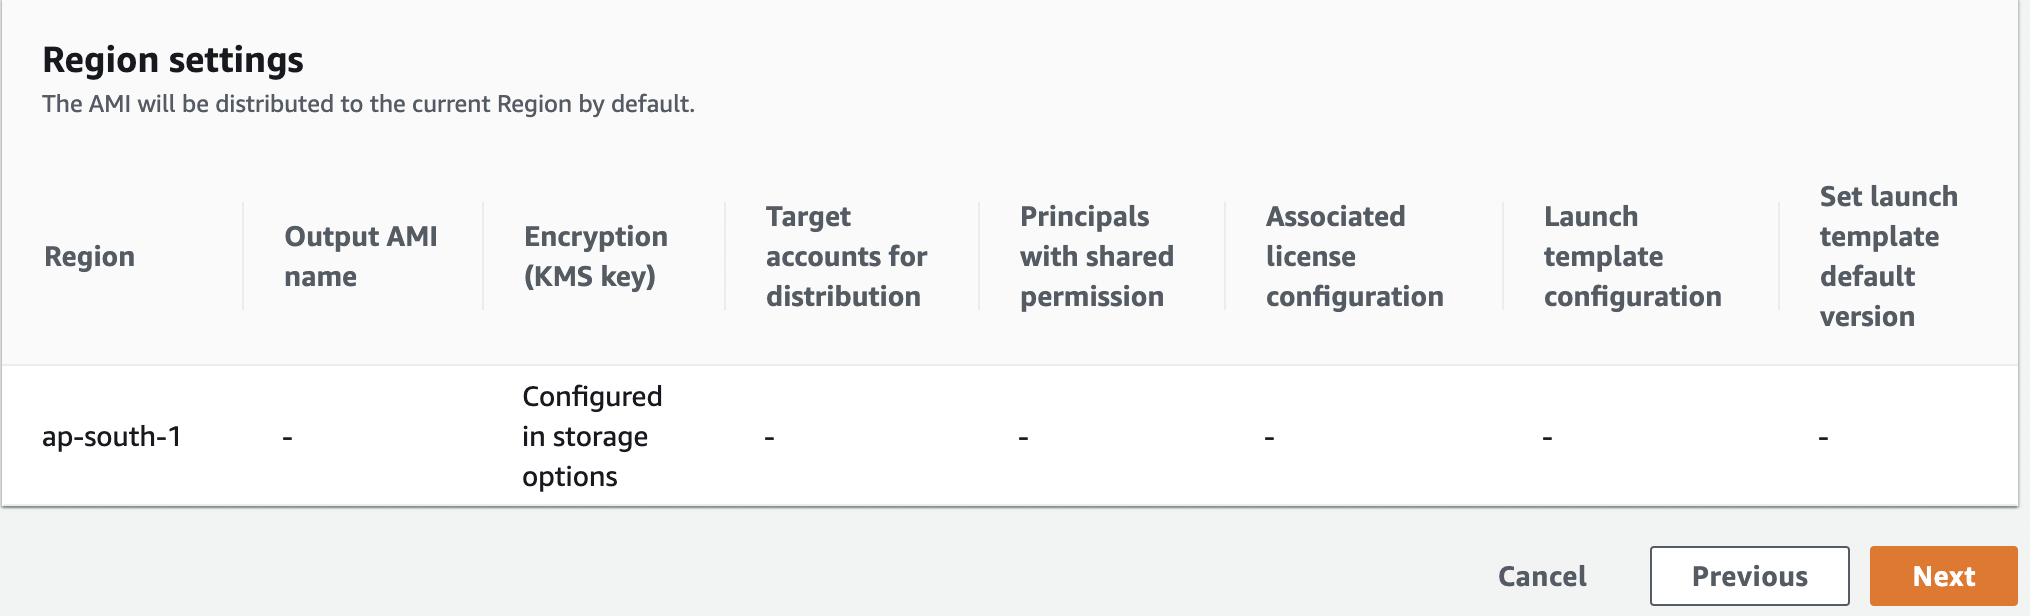 Region settings
The AMI will be distributed to the current Region by default.
Region
Output AMI
name
Encryption
(KMS key)
Target
accounts for
distribution
Principals
with shared
permission
Associated
license
configuration
Launch
template
configuration
Set launch
template
default
version
ap-south-1
-
Configured
in storage
options
-
-
-
-
-
Cancel
Previous
Next